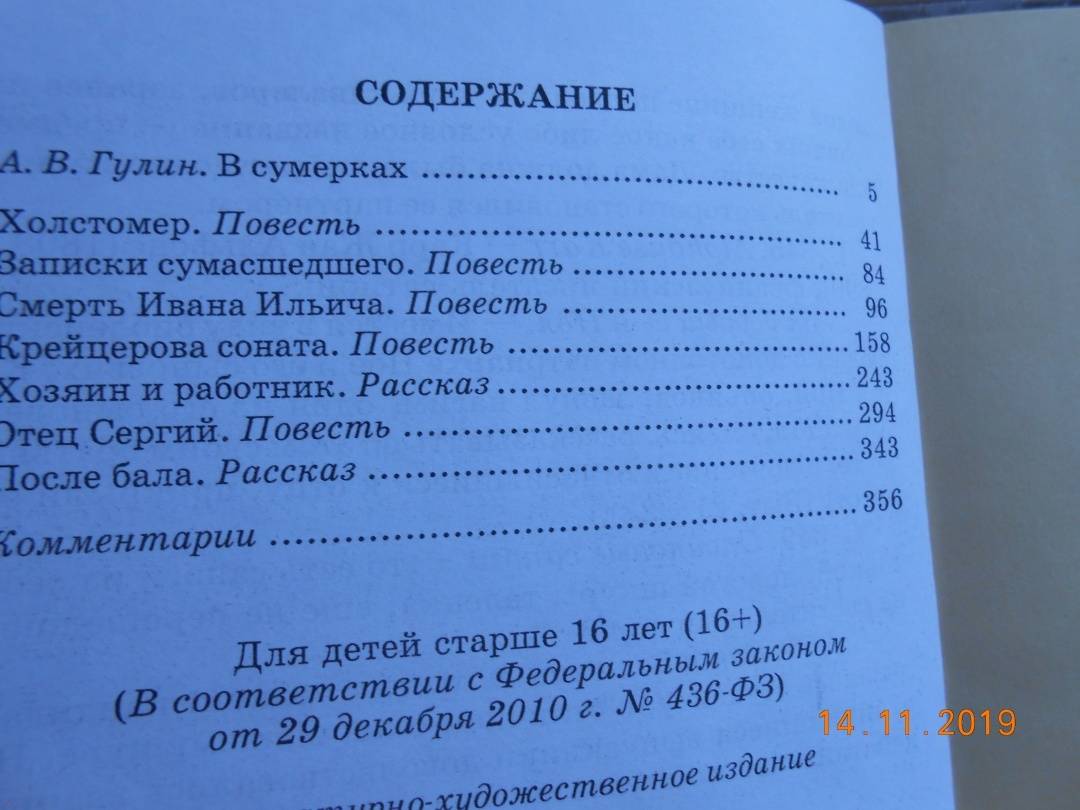 СОДЕРЖАНИЕ
А. В. Гулин. В сумерках 5
Холстомер. Повесть 41
Записки сумасшедшего. Повесть 84
Смерть Ивана Ильича. Повесть 96
Крейцерова соната. Повесть 158
Хозяин и работник. Рассказ 243
Отец Сергий. Повесть 294
После бала. Рассказ 343
Комментарии 356
Для детей старше 16 лет (16+)
(В соответствии с Федеральным законом
от 29 декабря 2010 г. № 436-ФЗ)
14.11.2019
издание